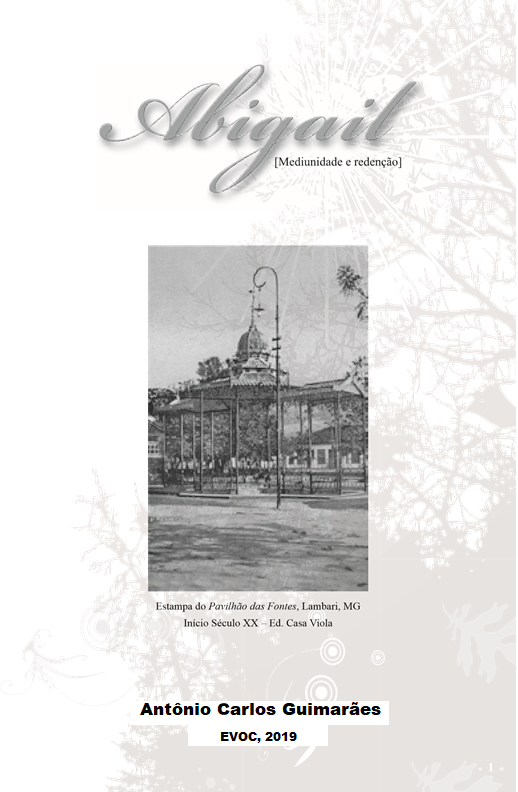 Abigail
[Mediunidade e redenção]
Estampa do Pavilhão das Fontes, Lambari, MG
Início Século XX – Ed. Casa Viola
Antônio Carlos Guimarães
EVOC, 2019
1